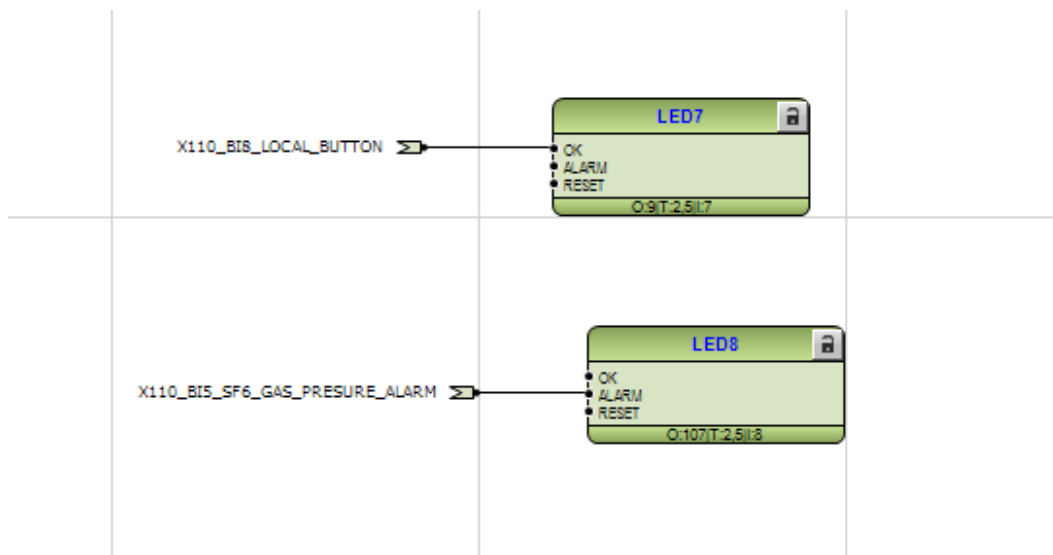 LED7
X110_BI8_LOCAL_BUTTON
OK
ALARM
RESET
O:9|T:2,5|I:7
LED8
X110_BI5_SF6_GAS_PRESURE_ALARM
OK
ALARM
RESET
O:107|T:2,5|I:8